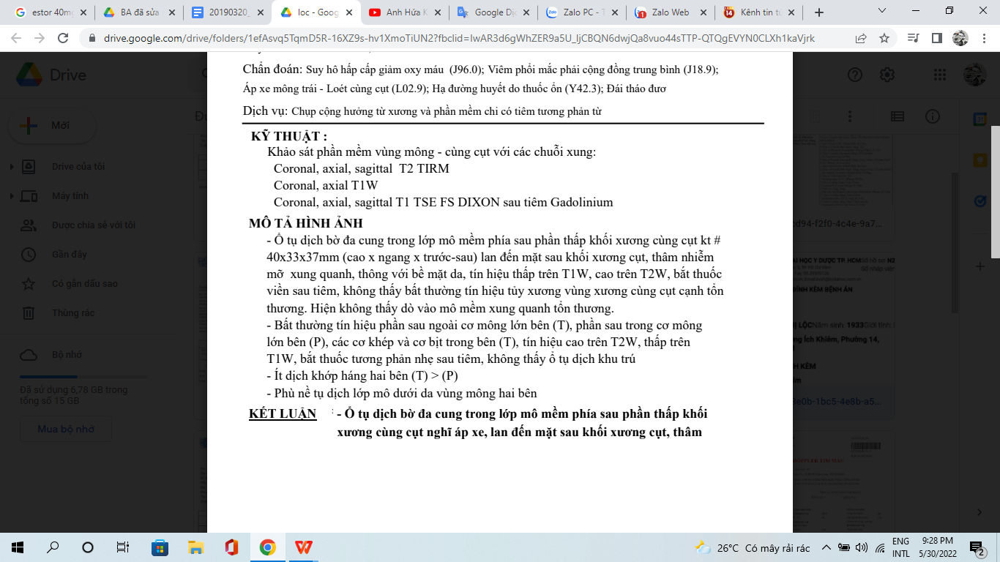 estor 40mg
BA đã sửa
20190320_
loc - Goog
Anh Hứa K
Google Dị
Zalo PC - T
Zalo Web
Kênh tin tứ
drive.google.com/drive/folders/1efAsvq5TqmD5R-16XZ9s-hv1XmoTiUN2?fbclid=IwAR3d6gWhZER9a5U_IjCBQN6dwjQa8vuo44sTTP-QTQgEVYN0CLXh1kaVjrk
Drive
Mới
Drive của tôi
Máy tính
Được chia sẻ với tôi
Gần đây
Có gắn dấu sao
Thùng rác
Bộ nhớ
Đã sử dụng 6,78 GB trong
tổng số 15 GB
Mua bộ nhớ
Chẩn đoán: Suy hô hấp cấp giảm oxy máu (J96.0); Viêm phổi mắc phải cộng đồng trung bình (J18.9);
Áp xe mông trái - Loét cùng cụt (L02.9); Hạ đường huyết do thuốc ổn (Y42.3); Đái tháo đươ
Dịch vụ: Chụp cộng hưởng từ xương và phần mềm chi có tiêm tương phản từ
KỸ THUẬT :
Khảo sát phần mềm vùng mông - cùng cụt với các chuỗi xung:
Coronal, axial, sagittal T2 TIRM
Coronal, axial T1W
Coronal, axial, sagittal T1 TSE FS DIXON sau tiêm Gadolinium
MÔ TẢ HÌNH ẢNH
- Ổ tụ dịch bờ đa cung trong lớp mô mềm phía sau phần thấp khối xương cùng cụt kt #
40x33x37mm (cao x ngang x trước-sau) lan đến mặt sau khối xương cụt, thâm nhiễm
mỡ xung quanh, thông với bề mặt da, tín hiệu thấp trên T1W, cao trên T2W, bắt thuốc
viền sau tiêm, không thấy bất thường tín hiệu tủy xương vùng xương cùng cụt cạnh tổn
thương. Hiện không thấy dò vào mô mềm xung quanh tổn thương.
- Bất thường tín hiệu phần sau ngoài cơ mông lớn bên (T), phần sau trong cơ mông
lớn bên (P), các cơ khép và cơ bịt trong bên (T), tín hiệu cao trên T2W, thấp trên
T1W, bắt thuốc tương phản nhẹ sau tiêm, không thấy ổ tụ dịch khu trú
- Ít dịch khớp háng hai bên (T) > (P)
- Phù nề tụ dịch lớp mô dưới da vùng mông hai bên
KẾT LUẬN : - Ổ tụ dịch bờ đa cung trong lớp mô mềm phía sau phần thấp khối
xương cùng cụt nghĩ áp xe, lan đến mặt sau khối xương cụt, thâm
cd94-f2f0-4c4e-9a7...
ẠI HỌC Y DƯỢC TP. HCM Số hồ sơ N2
Số nhập viện
ĐÍNH KÈM BỆNH ÁN
Ị LỘC Năm sinh: 1933 Giới tính:
ng Ích Khiêm, Phường 14,
H KÈM
3e0b-1bc5-4e8b-a5...
26°C Có mây rải rác
ENG
INTL
9:28 PM
5/30/2022
2